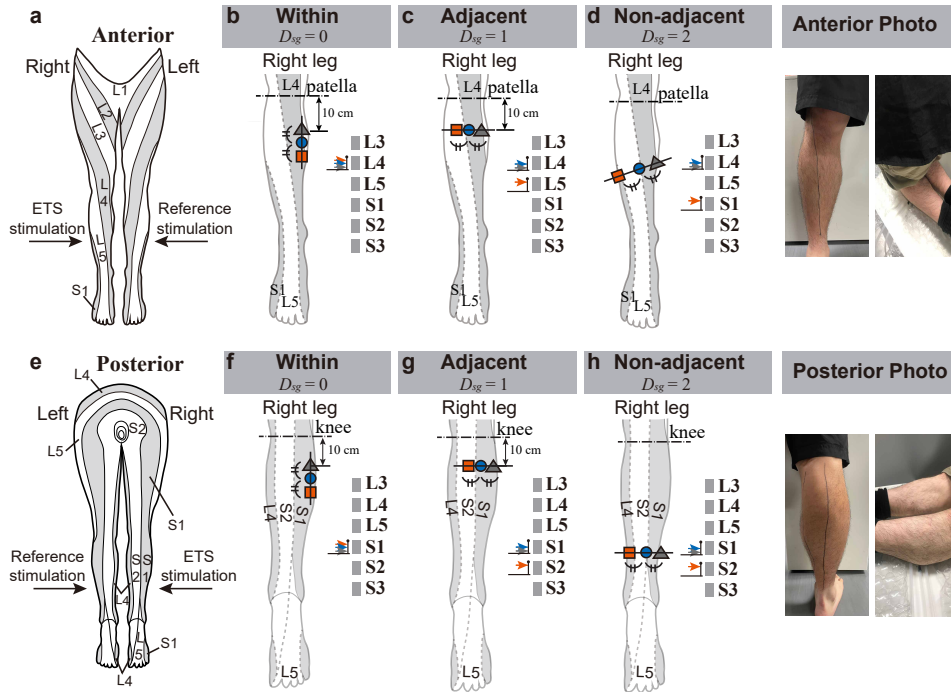 a
Anterior
Right
Left
L1
L2
L3
L
4
L
5
S1
ETS
stimulation
Reference
stimulation
b
Within
Dsg = 0
Right leg
L4
patella
10 cm
L3
L4
L5
S1
S2
S3
S1
L5
c
Adjacent
Dsg = 1
Right leg
L4
patella
10 cm
L3
L4
L5
S1
S2
S3
S1
L5
d
Non-adjacent
Dsg = 2
Right leg
L4
patella
L3
L4
L5
S1
S2
S3
S1
L5
Anterior Photo
e
Posterior
L4
Left
Right
S2
L5
S1
Reference
stimulation
ETS
stimulation
S S
2 1
L4
L
5
S1
L4
f
Within
Dsg = 0
Right leg
knee
10 cm
L4
S2
S1
L3
L4
L5
S1
S2
S3
L5
g
Adjacent
Dsg = 1
Right leg
knee
10 cm
L4
S2
S1
L3
L4
L5
S1
S2
S3
L5
h
Non-adjacent
Dsg = 2
Right leg
knee
L4
S2
S1
L3
L4
L5
S1
S2
S3
L5
Posterior Photo